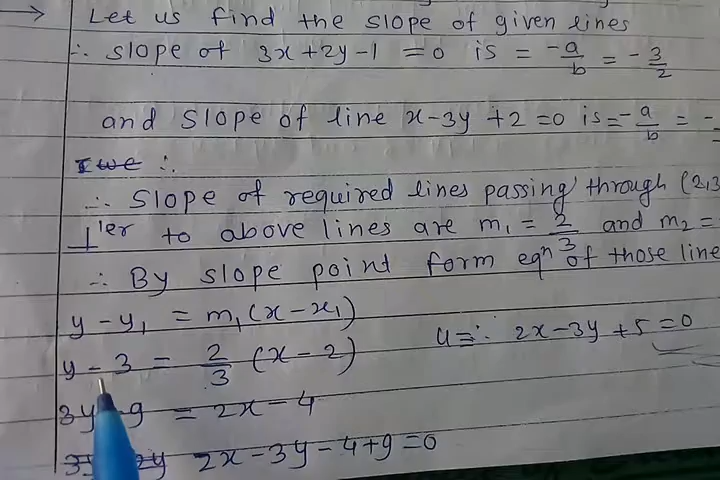 → Let us find the slope of given lines
∴ slope of 3x+2y-1 =0 is = -a/b = -3/2
and slope of line x-3y+2=0 is = -a/b = -
I we ∴
∴ slope of required lines passing through (2,3
⊥'er to above lines are m₁ = 2/3 and m₂ =
∴ By slope point form eqⁿ of those line
y-y₁ = m₁(x-x₁)
y-3 = 2/3 (x-2)
u=∵ 2x-3y+5=0
3y-9 = 2x-4
2x-3y-4+9=0